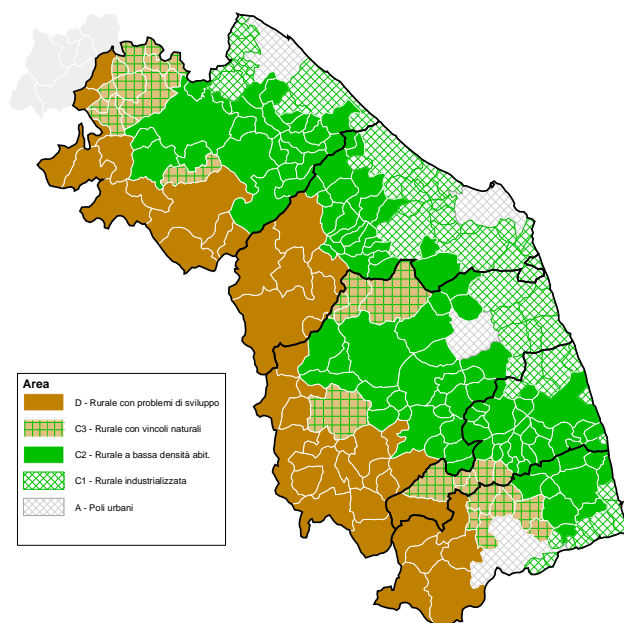 Area
D - Rurale con problemi di sviluppo
C3 - Rurale con vincoli naturali
C2 - Rurale a bassa densità abit.
C1 - Rurale industrializzata
A - Poli urbani